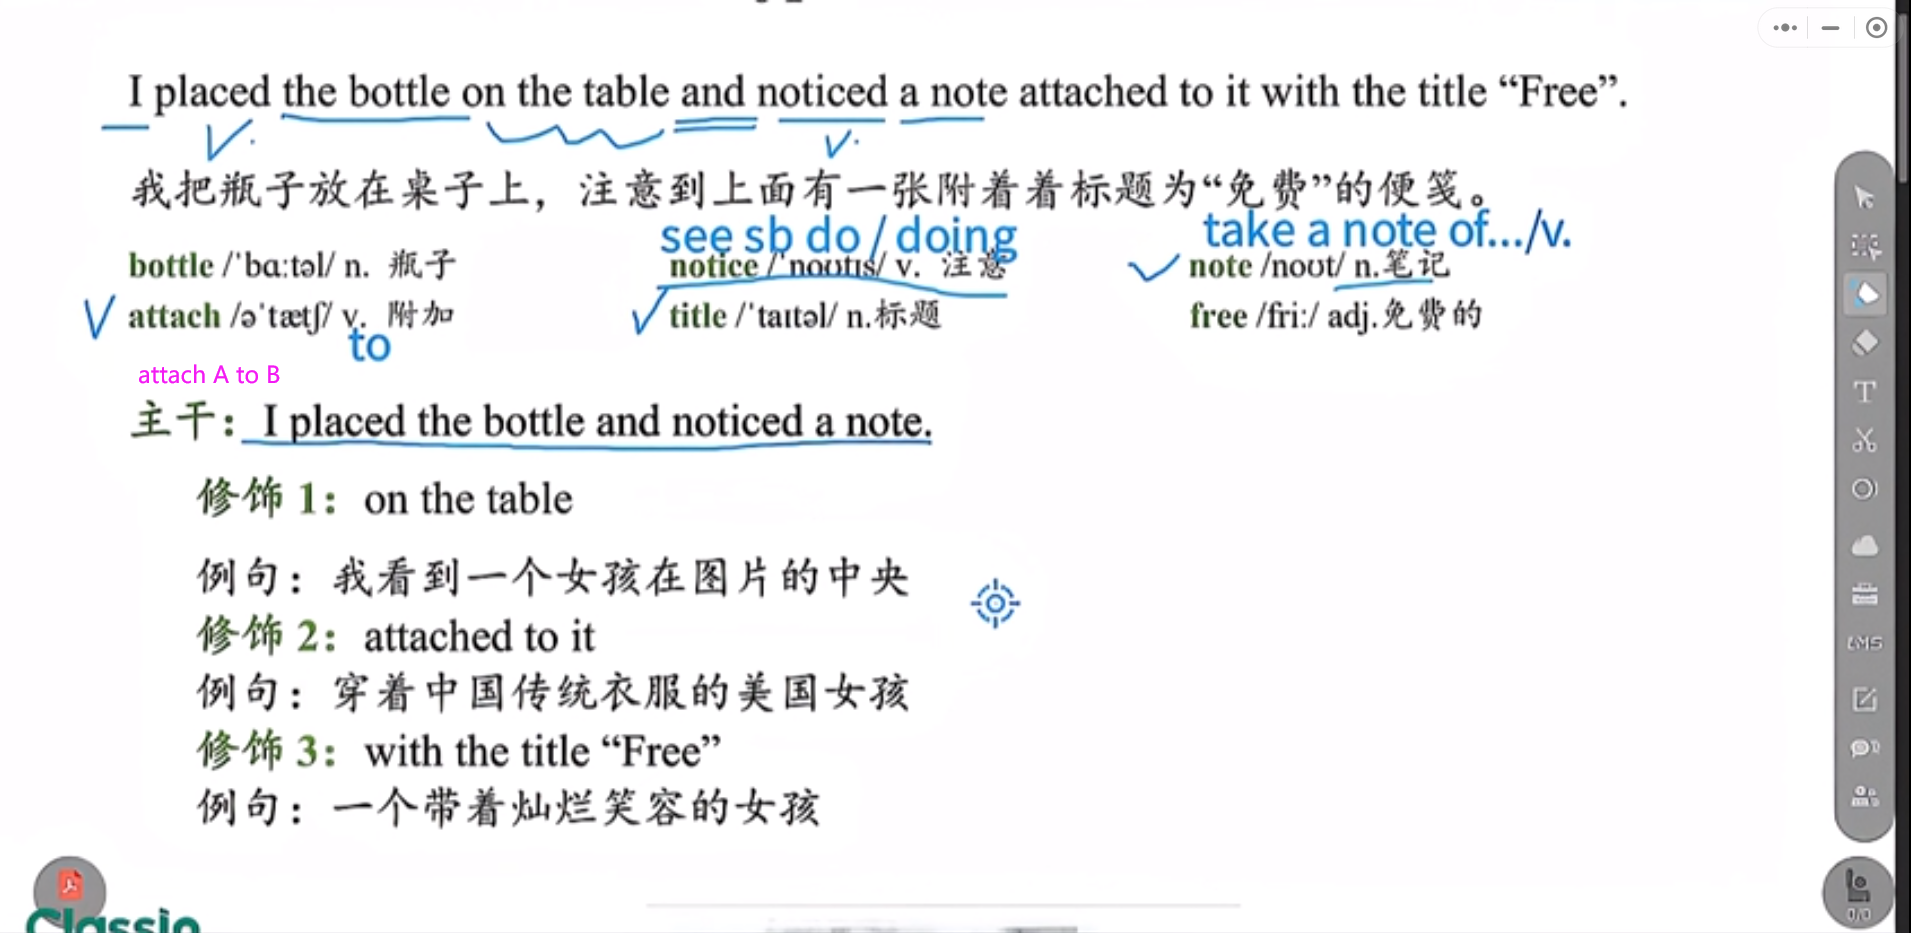 I placed the bottle on the table and noticed a note attached to it with the title “Free”.
我把瓶子放在桌子上，注意到上面有一张附着着标题为“免费”的便笺。
see sb do / doing
take a note of.../v.
bottle /ˈbɑːtəl/ n. 瓶子
notice /ˈnoʊtɪs/ v. 注意
note /noʊt/ n.笔记
attach /əˈtætʃ/ v. 附加
title /ˈtaɪtəl/ n.标题
free /friː/ adj.免费的
to
attach A to B
主干：I placed the bottle and noticed a note.
修饰 1：on the table
例句：我看到一个女孩在图片的中央
修饰 2：attached to it
例句：穿着中国传统衣服的美国女孩
修饰 3：with the title “Free”
例句：一个带着灿烂笑容的女孩
LMS
0/0
Classin